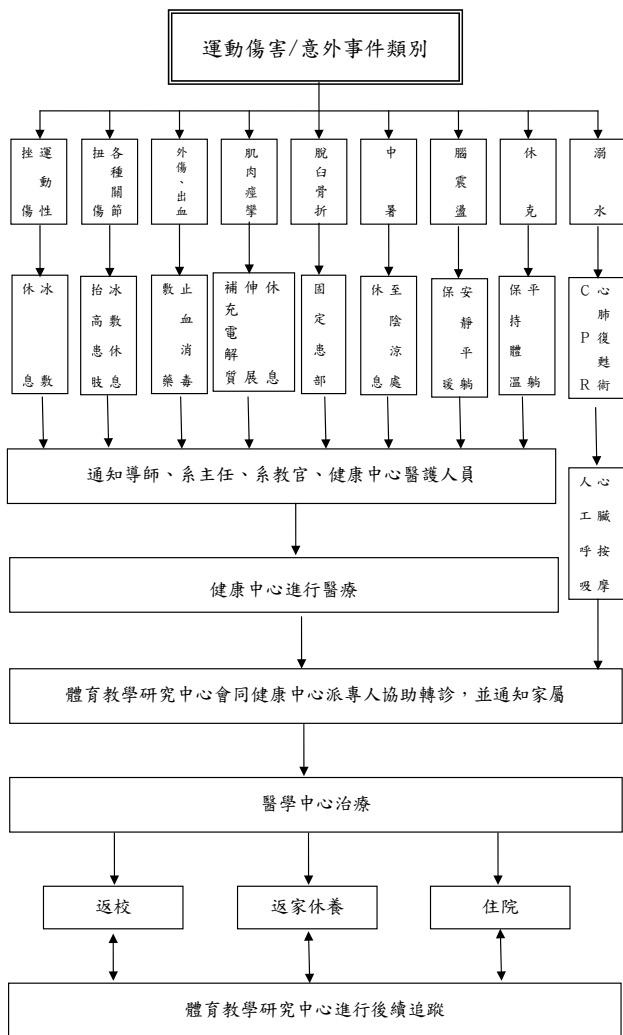 運動傷害/意外事件類別
運動性
挫傷
各種關節
扭傷
外傷、出血
肌肉痙攣
脫臼骨折
中暑
腦震盪
休克
溺水
冰敷
休息
冰敷休息
抬高患肢
止血消毒
敷藥
休息
伸展
補充電解質
固定患部
至陰涼處
休息
安靜平躺
保暖
平躺
保持體溫
心肺復甦術
CPR
通知導師、系主任、系教官、健康中心醫護人員
心臟按摩
人工呼吸
健康中心進行醫療
體育教學研究中心會同健康中心派專人協助轉診，並通知家屬
醫學中心治療
返校
返家休養
住院
體育教學研究中心進行後續追蹤